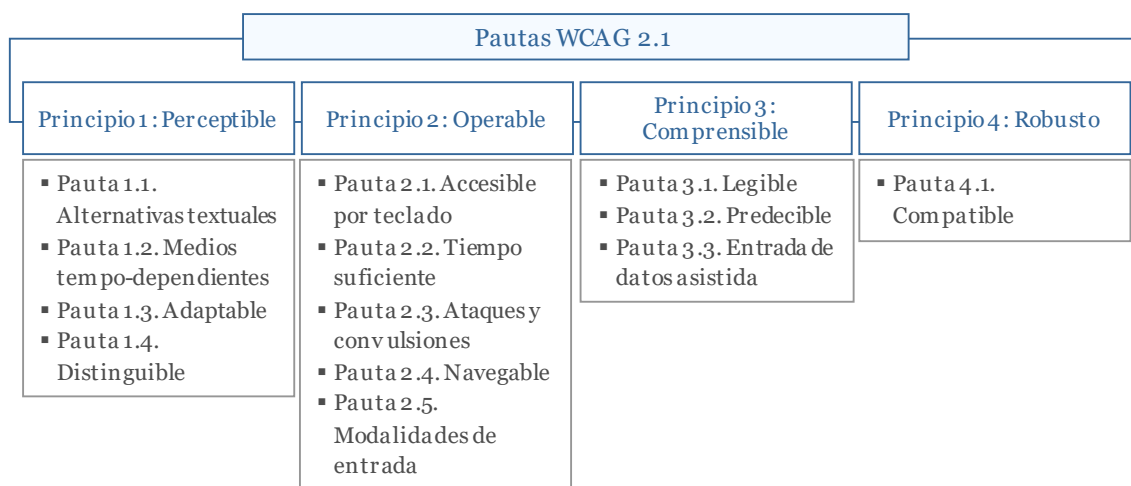 Pautas WCAG 2.1
Principio 1: Perceptible
▪ Pauta 1.1.
Alternativas textuales
▪ Pauta 1.2. Medios
tempo-dependientes
▪ Pauta 1.3. Adaptable
▪ Pauta 1.4.
Distinguible
Principio 2: Operable
▪ Pauta 2.1. Accesible
por teclado
▪ Pauta 2.2. Tiempo
suficiente
▪ Pauta 2.3. Ataques y
convulsiones
▪ Pauta 2.4. Navegable
▪ Pauta 2.5.
Modalidades de
entrada
Principio 3:
Comprensible
▪ Pauta 3.1. Legible
▪ Pauta 3.2. Predecible
▪ Pauta 3.3. Entrada de
datos asistida
Principio 4: Robusto
▪ Pauta 4.1.
Compatible